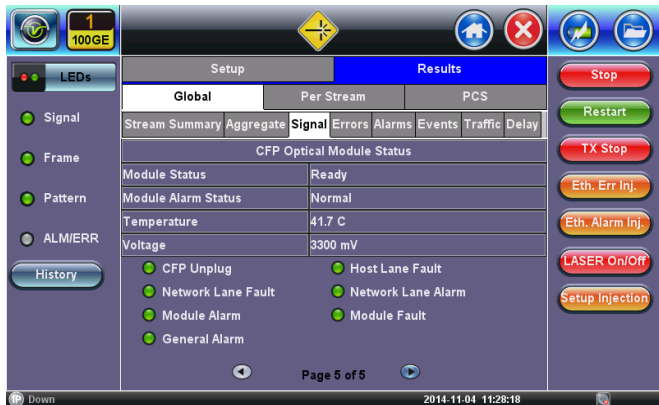 1
100GE
LEDs
Signal
Frame
Pattern
ALM/ERR
History
Setup Results
Global Per Stream PCS
Stream Summary Aggregate Signal Errors Alarms Events Traffic Delay
CFP Optical Module Status
Module Status Ready
Module Alarm Status Normal
Temperature 41.7 C
Voltage 3300 mV
CFP Unplug Host Lane Fault
Network Lane Fault Network Lane Alarm
Module Alarm Module Fault
General Alarm
Page 5 of 5
Stop
Restart
TX Stop
Eth. Err Inj.
Eth. Alarm Inj.
LASER On/Off
Setup Injection
IP Down 2014-11-04 11:28:18